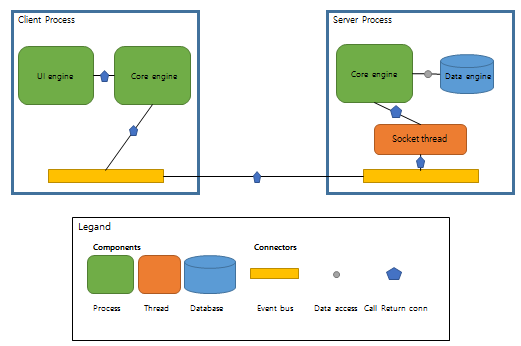 Client Process
Server Process
UI engine
Core engine
Core engine
Data engine
Socket thread
Legand
Components
Connectors
Process
Thread
Database
Event bus
Data access
Call Return conn